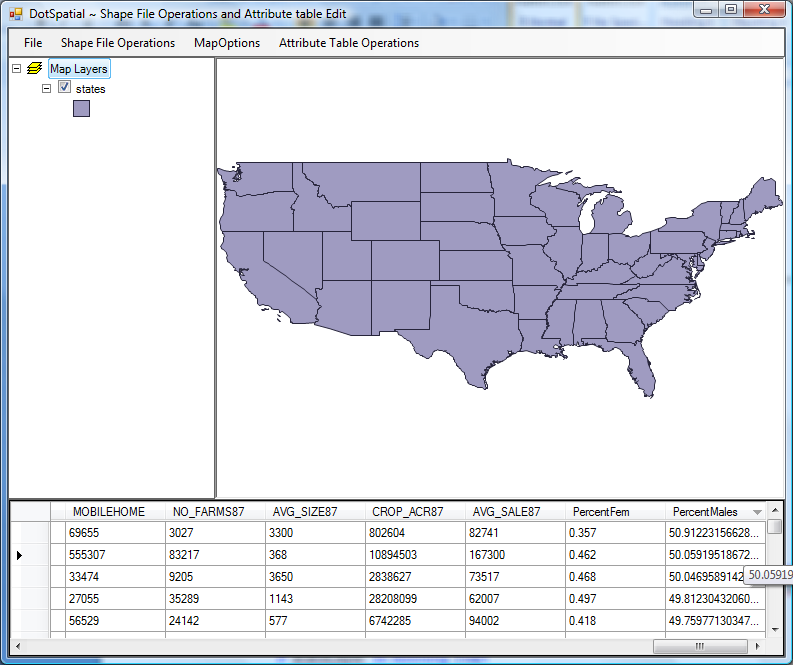 DotSpatial ~ Shape File Operations and Attribute table Edit
File Shape File Operations MapOptions Attribute Table Operations
Map Layers
states
MOBILEHOME NO_FARMS87 AVG_SIZE87 CROP_ACR87 AVG_SALE87 PercentFem PercentMales
69655 3027 3300 802604 82741 0.357 50.91223156628...
555307 83217 368 10894503 167300 0.462 50.05919518672...
33474 9205 3650 2838627 73517 0.468 50.0469589142
50.05919
27055 35289 1143 28208099 62007 0.497 49.81230432060...
56529 24142 577 6742285 94002 0.418 49.75977130347...